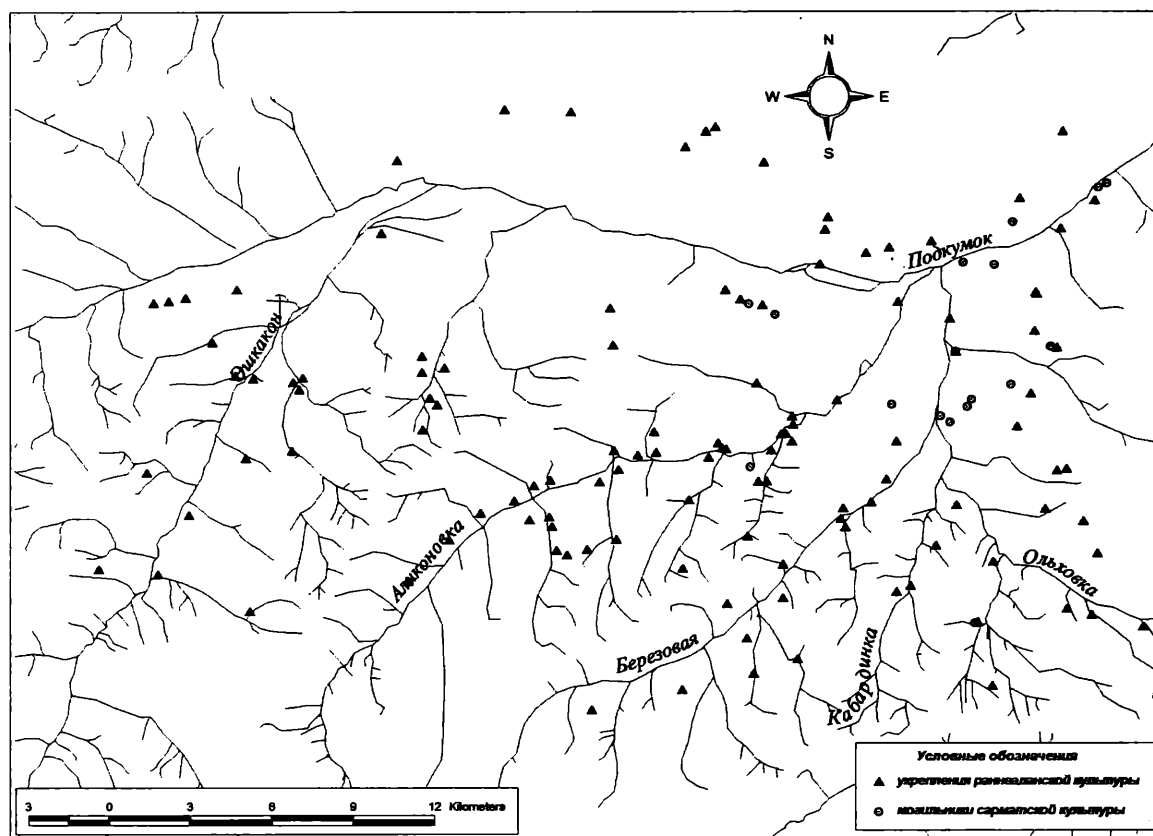 N
W E
S
Подкумок
Эшкакон
Аликоновка
Ольховка
Березовая
Кабардинка
Условные обозначения
укрепления раннеаланской культуры
могильники сарматской культуры
3 0 3 6 9 12 Kilometers